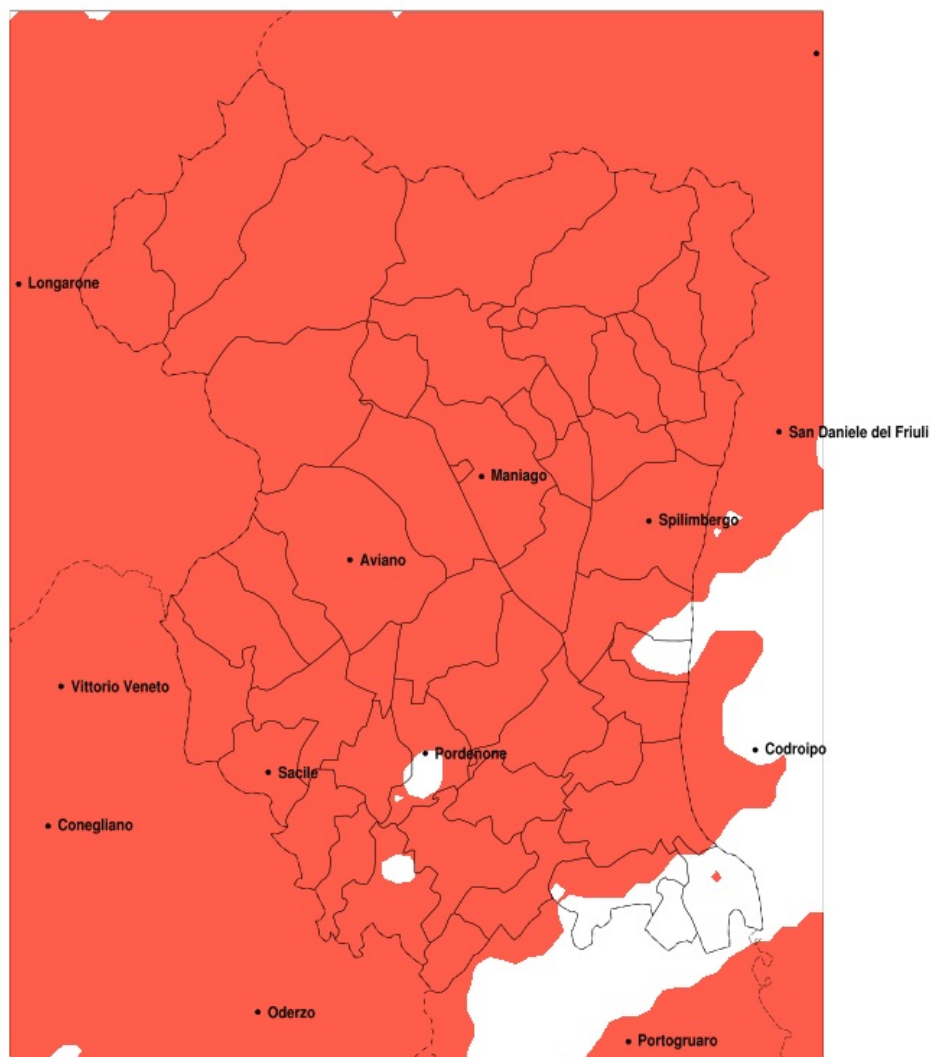 Longarone
San Daniele del Friuli
Maniago
Spilimbergo
Aviano
Vittorio Veneto
Codroipo
Pordenone
Sacile
Conegliano
Oderzo
Portogruaro